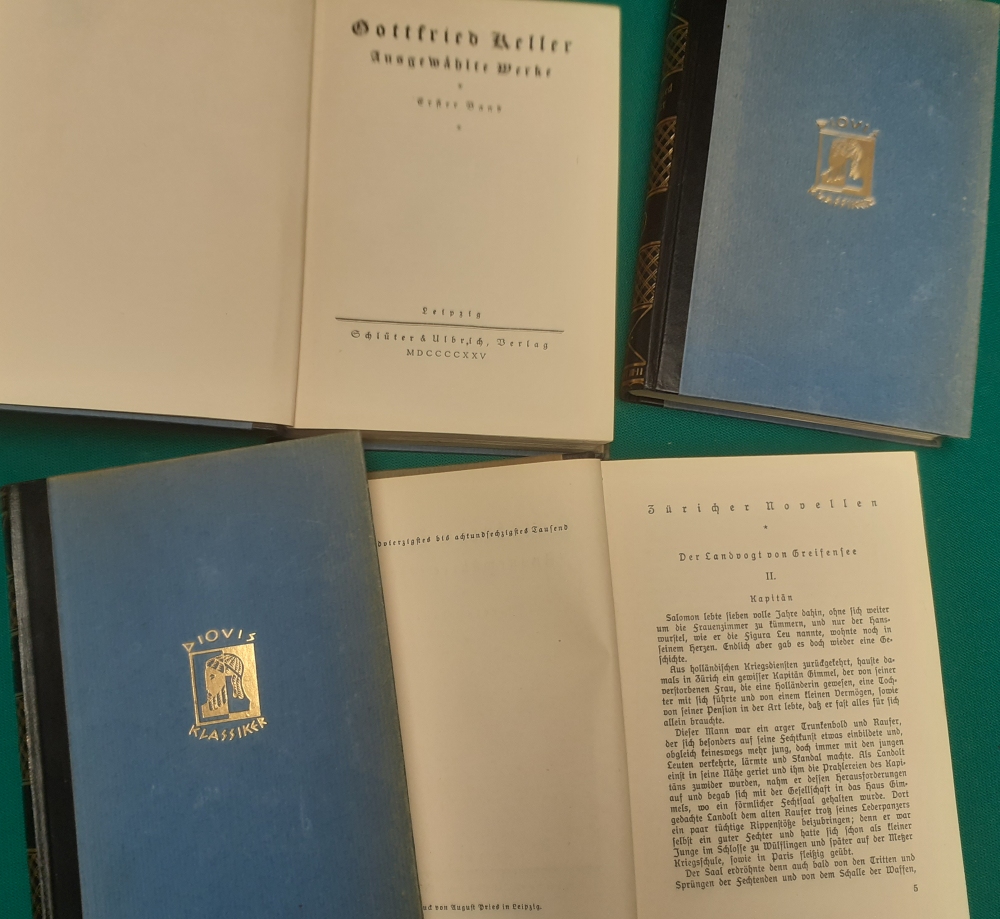 Gottfried Keller
Ausgewählte Werke
*
Erster Band
*
Leipzig
Schlüter & Ulbrich, Verlag
MDCCCCXXV
DIOVIS
KLASSIKER
DIOVIS
KLASSIKER
dvierzigstes bis achtundsechzigstes Tausend
uck von August Pries in Leipzig.
Züricher Novellen
*
Der Landvogt von Greifensee
II.
Kapitän
Salomon lebte sieben volle Jahre dahin, ohne sich weiter
um die Frauenzimmer zu kümmern, und nur der Hans-
wurstel, wie er die Figura Leu nannte, wohnte noch in
seinem Herzen. Endlich aber gab es doch wieder eine Ge-
schichte.
Aus holländischen Kriegsdiensten zurückgekehrt, hauste da-
mals in Zürich ein gewisser Kapitän Gimmel, der von seiner
verstorbenen Frau, die eine Holländerin gewesen, eine Toch-
ter mit sich führte und von einem kleinen Vermögen, sowie
von seiner Pension in der Art lebte, daß er fast alles für sich
allein brauchte.
Dieser Mann war ein arger Trunkenbold und Raufer,
der sich besonders auf seine Fechtkunst etwas einbildete und,
obgleich keineswegs mehr jung, doch immer mit den jungen
Leuten verkehrte, lärmte und Skandal machte. Als Landolt
einst in seine Nähe geriet und ihm die Prahlereien des Kapi-
täns zuwider wurden, nahm er dessen Herausforderungen
auf und begab sich mit der Gesellschaft in das Haus Gim-
mels, wo ein förmlicher Fechtsaal gehalten wurde. Dort
gedachte Landolt dem alten Raufer trotz seines Lederpanzers
ein paar tüchtige Rippenstöße beizubringen; denn er war
selbst ein guter Fechter und hatte sich schon als kleiner
Junge im Schlosse zu Wülflingen und später auf der Metzer
Kriegsschule, sowie in Paris fleißig geübt.
Der Saal erdröhnte denn auch bald von den Tritten und
Sprüngen der Fechtenden und von dem Schalle der Waffen,
5